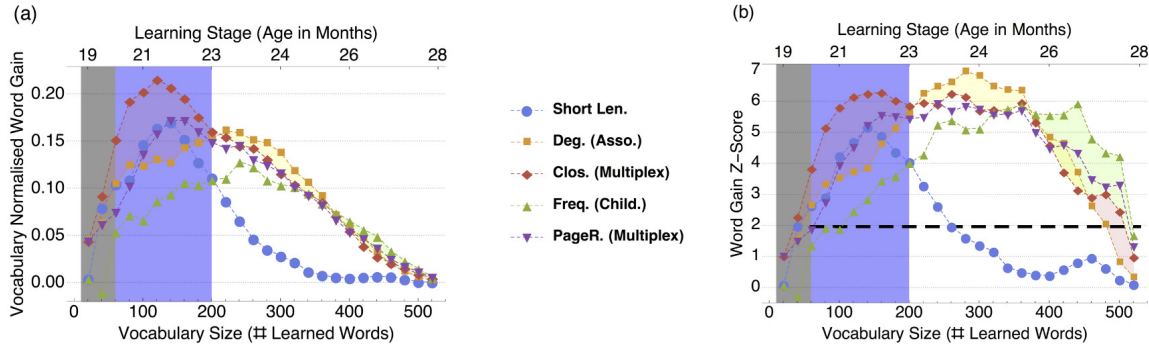 (a)
Learning Stage (Age in Months)
19 21 23 24 26 28
Vocabulary Normalised Word Gain
0.20
0.15
0.10
0.05
0.00
0 100 200 300 400 500
Vocabulary Size (# Learned Words)
Short Len.
Deg. (Asso.)
Clos. (Multiplex)
Freq. (Child.)
PageR. (Multiplex)
(b)
Learning Stage (Age in Months)
19 21 23 24 26 28
Word Gain Z-Score
7
6
5
4
3
2
1
0
0 100 200 300 400 500
Vocabulary Size (# Learned Words)